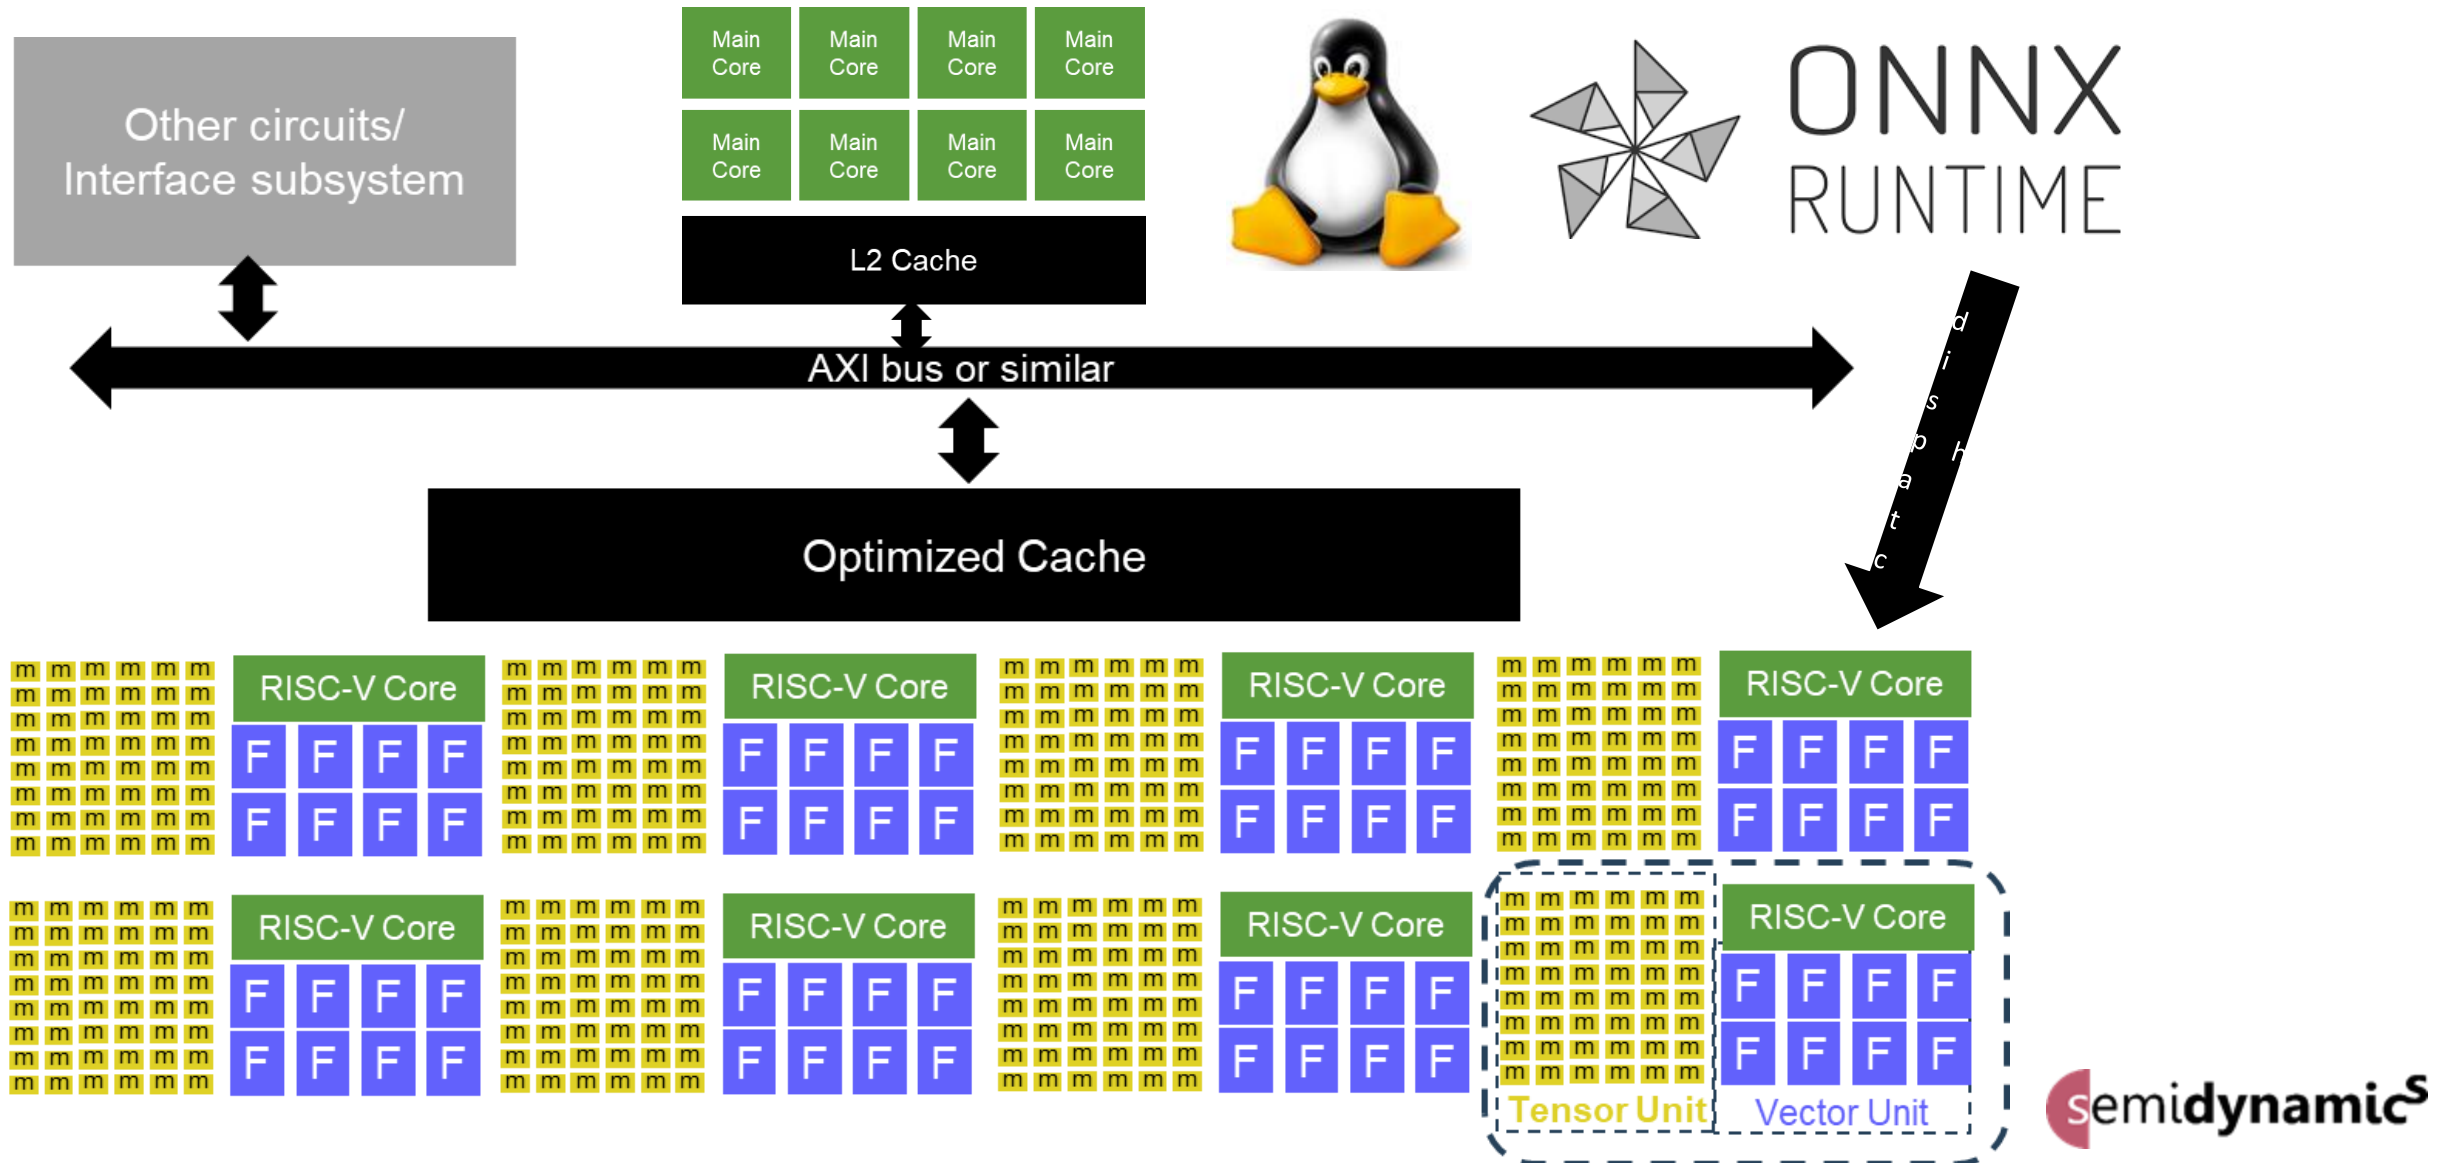 Other circuits/
Interface subsystem
Main
Core
Main
Core
Main
Core
Main
Core
Main
Core
Main
Core
Main
Core
Main
Core
L2 Cache
ONNX
RUNTIME
AXI bus or similar
dispatch
Optimized Cache
m m m m m m
m m m m m m
m m m m m m
m m m m m m
m m m m m m
m m m m m m
m m m m m m
m m m m m m
RISC-V Core
F F F F
F F F F
m m m m m m
m m m m m m
m m m m m m
m m m m m m
m m m m m m
m m m m m m
m m m m m m
m m m m m m
RISC-V Core
F F F F
F F F F
m m m m m m
m m m m m m
m m m m m m
m m m m m m
m m m m m m
m m m m m m
m m m m m m
m m m m m m
RISC-V Core
F F F F
F F F F
m m m m m m
m m m m m m
m m m m m m
m m m m m m
m m m m m m
m m m m m m
m m m m m m
m m m m m m
RISC-V Core
F F F F
F F F F
m m m m m m
m m m m m m
m m m m m m
m m m m m m
m m m m m m
m m m m m m
m m m m m m
m m m m m m
RISC-V Core
F F F F
F F F F
m m m m m m
m m m m m m
m m m m m m
m m m m m m
m m m m m m
m m m m m m
m m m m m m
m m m m m m
RISC-V Core
F F F F
F F F F
m m m m m m
m m m m m m
m m m m m m
m m m m m m
m m m m m m
m m m m m m
m m m m m m
m m m m m m
RISC-V Core
F F F F
F F F F
m m m m m m
m m m m m m
m m m m m m
m m m m m m
m m m m m m
m m m m m m
m m m m m m
m m m m m m
Tensor Unit
RISC-V Core
F F F F
F F F F
Vector Unit
semidynamics